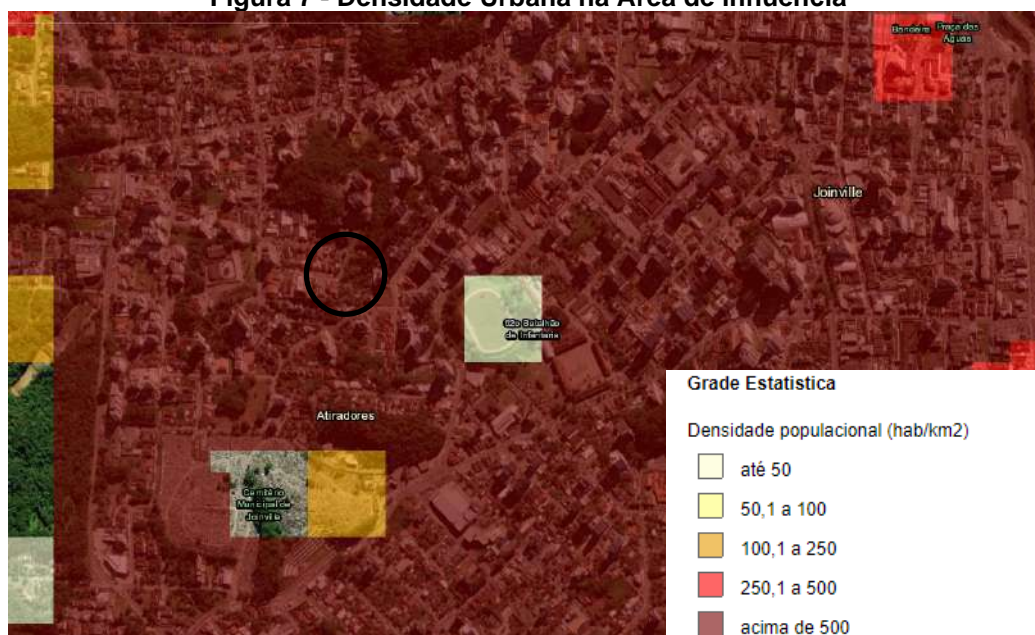 Figura 7 - Densidade Urbana na Área de Influência
Bandeira
Praça das
Águas
Joinville
62o Batalhão
de Infantaria
Atiradores
Cemitério
Municipal de
Joinville
Grade Estatistica
Densidade populacional (hab/km2)
até 50
50,1 a 100
100,1 a 250
250,1 a 500
acima de 500